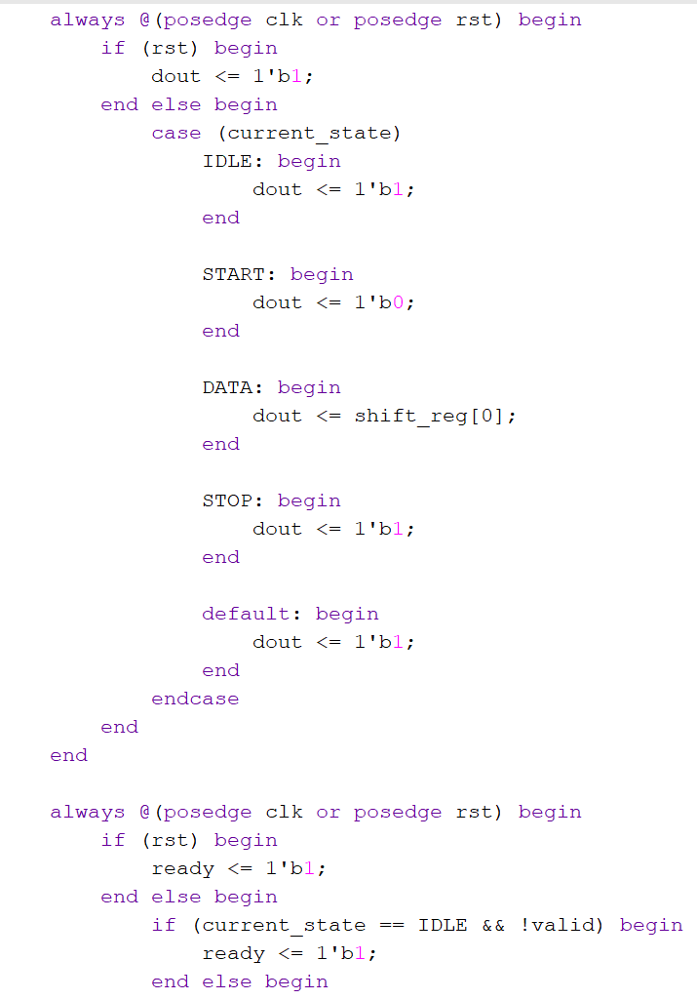 always @(posedge clk or posedge rst) begin
    if (rst) begin
        dout <= 1'b1;
    end else begin
        case (current_state)
            IDLE: begin
                dout <= 1'b1;
            end

            START: begin
                dout <= 1'b0;
            end

            DATA: begin
                dout <= shift_reg[0];
            end

            STOP: begin
                dout <= 1'b1;
            end

            default: begin
                dout <= 1'b1;
            end
        endcase
    end
end

always @(posedge clk or posedge rst) begin
    if (rst) begin
        ready <= 1'b1;
    end else begin
        if (current_state == IDLE && !valid) begin
            ready <= 1'b1;
        end else begin